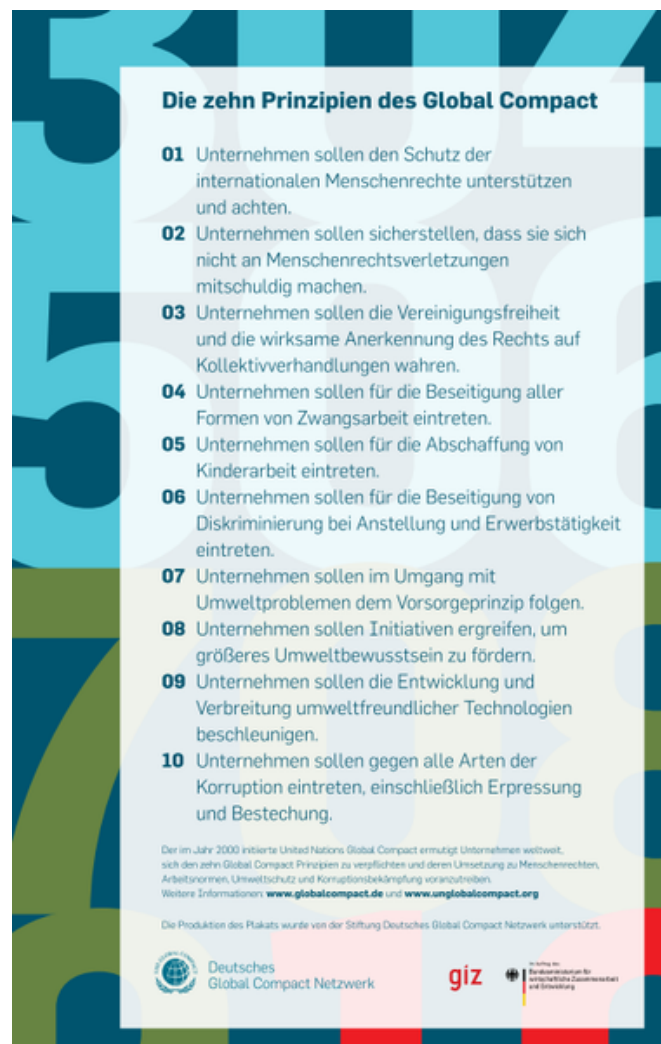 Die zehn Prinzipien des Global Compact
01 Unternehmen sollen den Schutz der
internationalen Menschenrechte unterstützen
und achten.
02 Unternehmen sollen sicherstellen, dass sie sich
nicht an Menschenrechtsverletzungen
mitschuldig machen.
03 Unternehmen sollen die Vereinigungsfreiheit
und die wirksame Anerkennung des Rechts auf
Kollektivverhandlungen wahren.
04 Unternehmen sollen für die Beseitigung aller
Formen von Zwangsarbeit eintreten.
05 Unternehmen sollen für die Abschaffung von
Kinderarbeit eintreten.
06 Unternehmen sollen für die Beseitigung von
Diskriminierung bei Anstellung und Erwerbstätigkeit
eintreten.
07 Unternehmen sollen im Umgang mit
Umweltproblemen dem Vorsorgeprinzip folgen.
08 Unternehmen sollen Initiativen ergreifen, um
größeres Umweltbewusstsein zu fördern.
09 Unternehmen sollen die Entwicklung und
Verbreitung umweltfreundlicher Technologien
beschleunigen.
10 Unternehmen sollen gegen alle Arten der
Korruption eintreten, einschließlich Erpressung
und Bestechung.
Der im Jahr 2000 initiierte United Nations Global Compact ermutigt Unternehmen weltweit,
sich den zehn Global Compact Prinzipien zu verpflichten und deren Umsetzung zu Menschenrechten,
Arbeitsnormen, Umweltschutz und Korruptionsbekämpfung voranzutreiben.
Weitere Informationen: www.globalcompact.de und www.unglobalcompact.org
Die Produktion des Plakats wurde von der Stiftung Deutsches Global Compact Netzwerk unterstützt.
Deutsches
Global Compact Netzwerk
giz
Im Auftrag des
Bundesministerium für
wirtschaftliche Zusammenarbeit
und Entwicklung